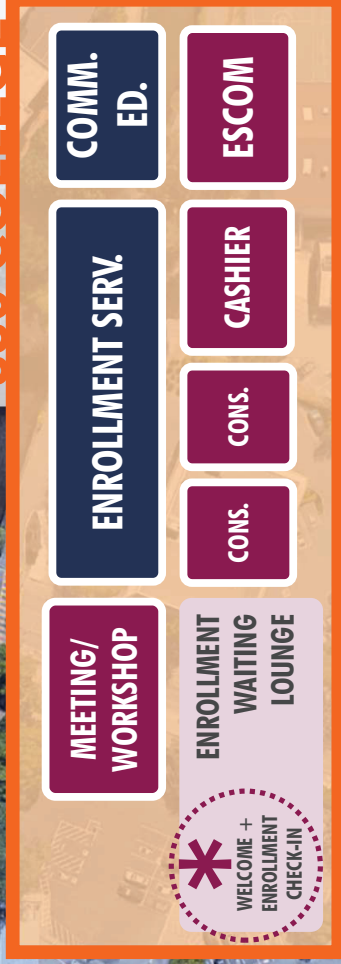 MEETING/
WORKSHOP
ENROLLMENT SERV.
COMM.
ED.
ENROLLMENT
WAITING
LOUNGE
*
WELCOME +
ENROLLMENT
CHECK-IN
CONS.
CONS.
CASHIER
ESCOM